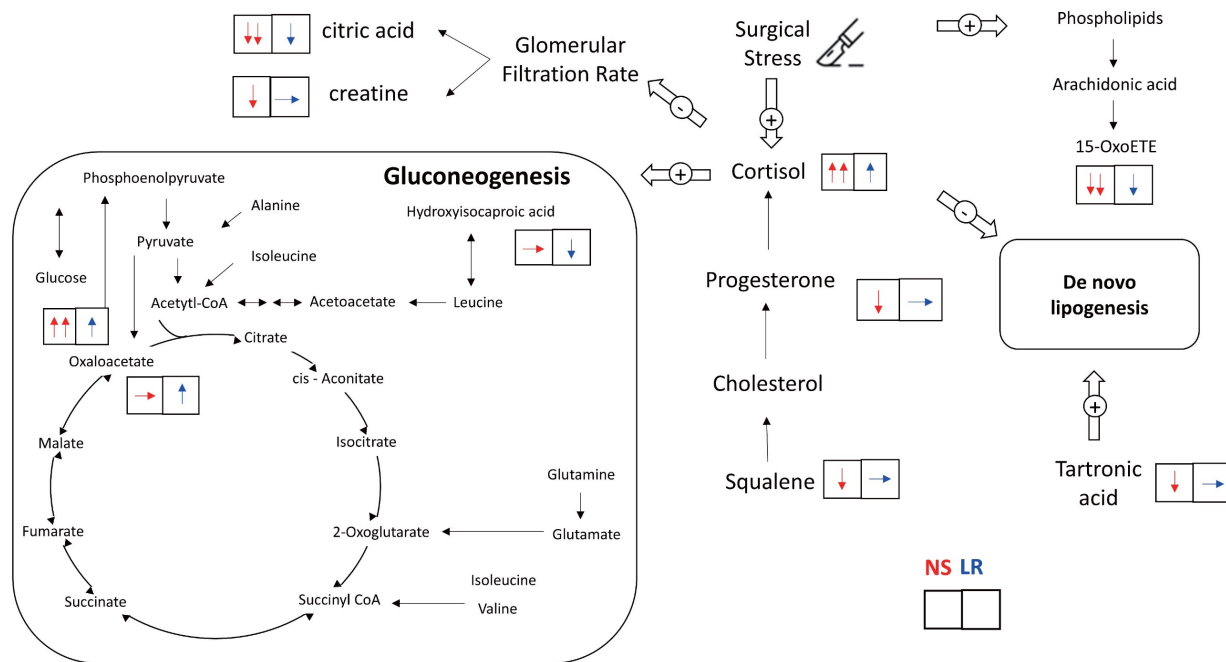 citric acid
creatine
Glomerular
Filtration Rate
-
Surgical
Stress
+
+
Phospholipids
Arachidonic acid
15-OxoETE
Cortisol
+
-
Progesterone
Cholesterol
Squalene
De novo
lipogenesis
+
Tartronic
acid
NS LR
Gluconeogenesis
Phosphoenolpyruvate
Alanine
Pyruvate
Isoleucine
Glucose
Acetytl-CoA
Acetoacetate
Leucine
Hydroxyisocaproic acid
Citrate
Oxaloacetate
cis - Aconitate
Malate
Isocitrate
Glutamine
Fumarate
2-Oxoglutarate
Glutamate
Isoleucine
Succinate
Succinyl CoA
Valine